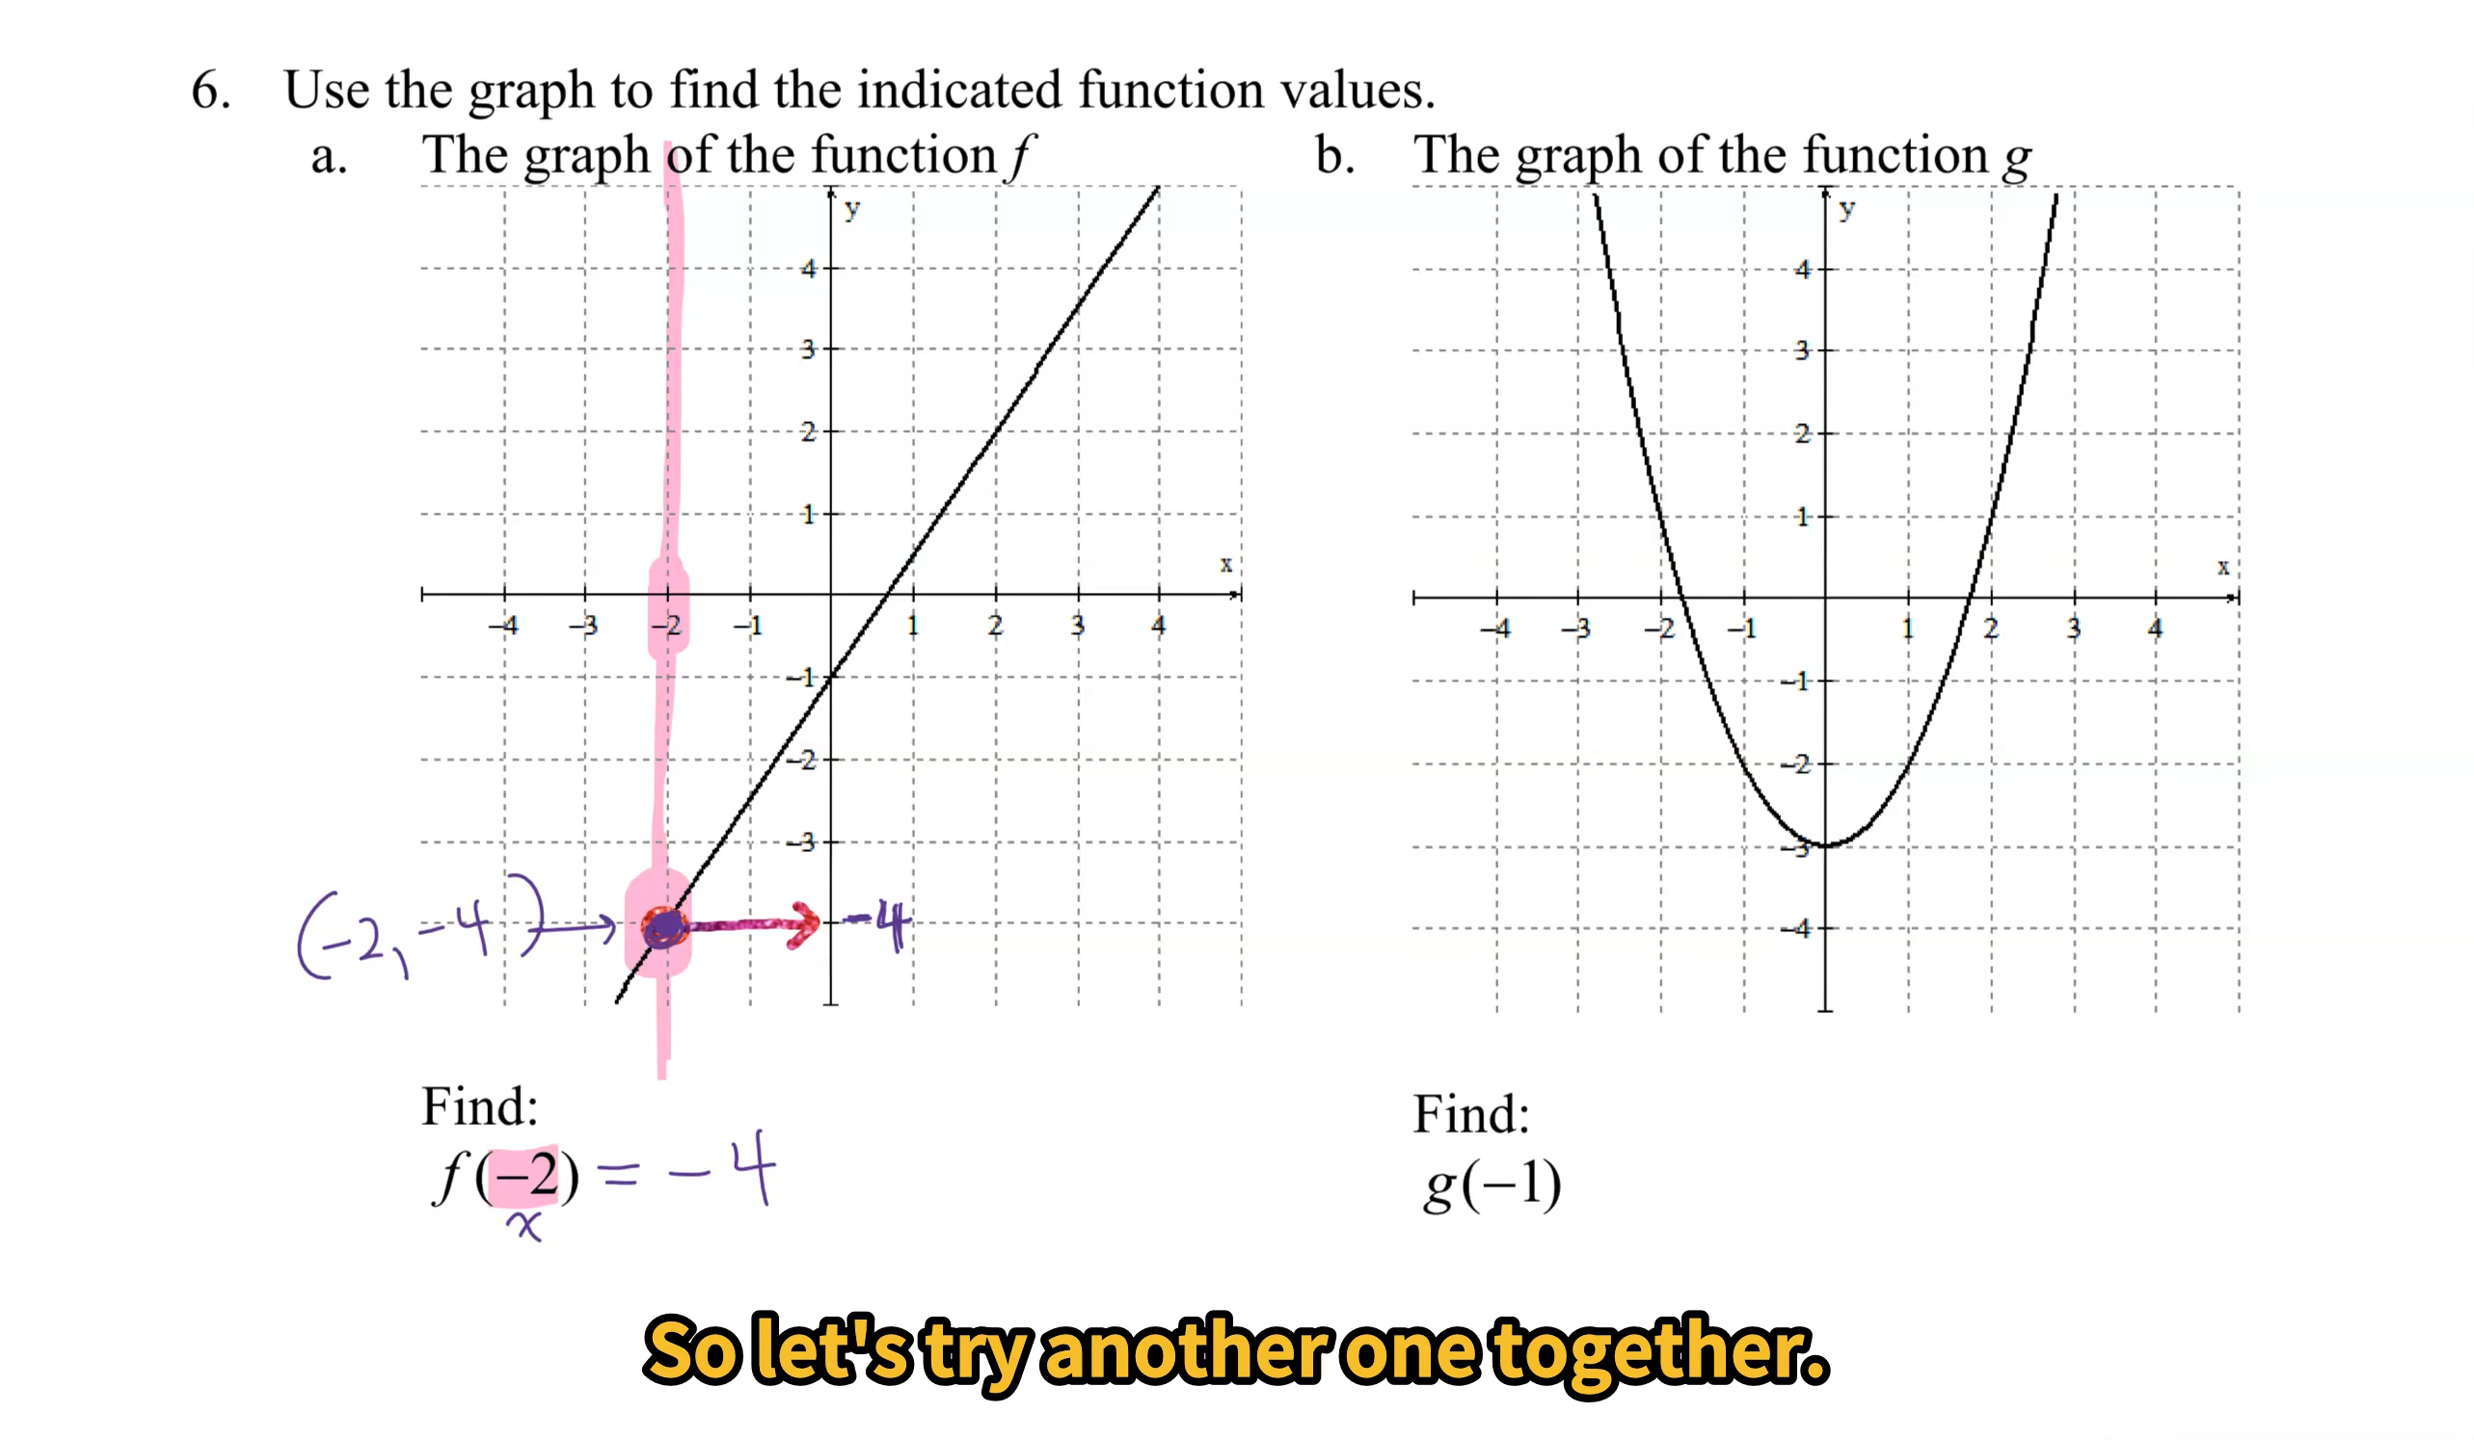 6. Use the graph to find the indicated function values.
a. The graph of the function f
b. The graph of the function g
y
4
3
2
1
x
–4 –3 –2 –1 1 2 3 4
–1
–2
–3
(-2, -4) → -4
y
4
3
2
1
x
–4 –3 –2 –1 1 2 3 4
–1
–2
–3
–4
Find:
f(−2) = -4
x
Find:
g(−1)
So let's try another one together.